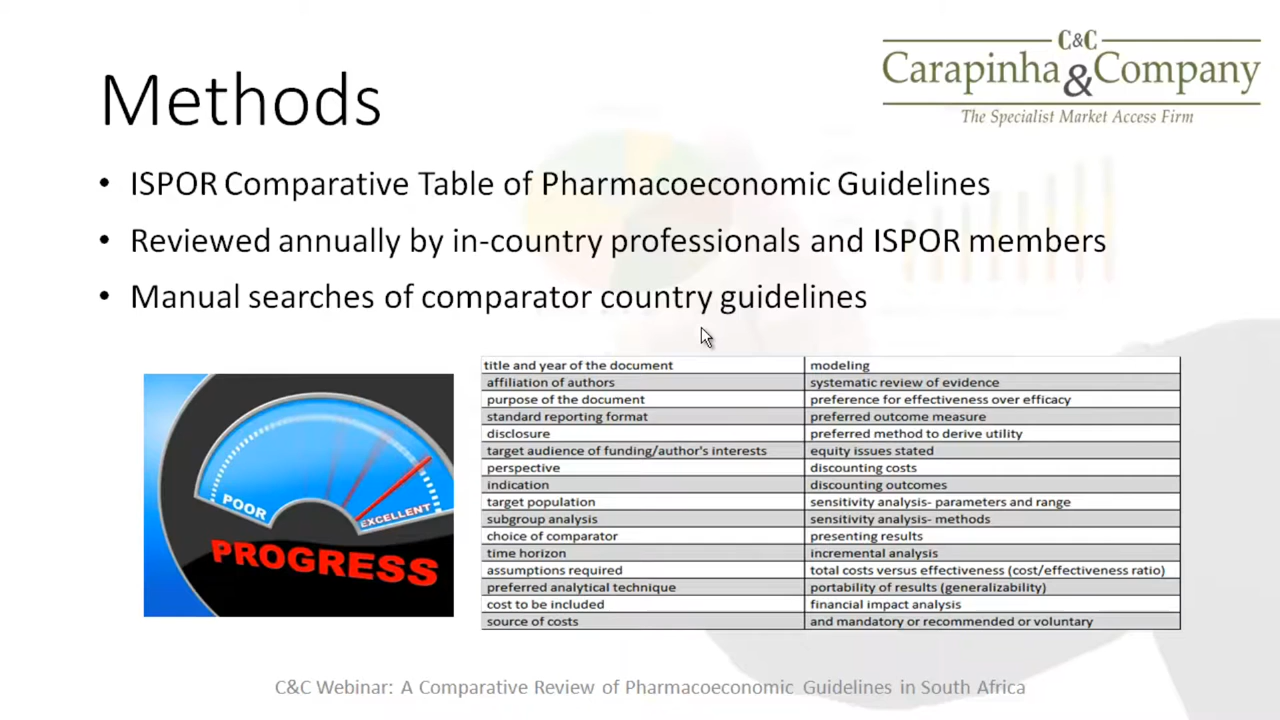 C&C
Carapinha & Company
The Specialist Market Access Firm
Methods
• ISPOR Comparative Table of Pharmacoeconomic Guidelines
• Reviewed annually by in-country professionals and ISPOR members
• Manual searches of comparator country guidelines
POOR
EXCELLENT
PROGRESS
title and year of the document modeling
affiliation of authors systematic review of evidence
purpose of the document preference for effectiveness over efficacy
standard reporting format preferred outcome measure
disclosure preferred method to derive utility
target audience of funding/author's interests equity issues stated
perspective discounting costs
indication discounting outcomes
target population sensitivity analysis- parameters and range
subgroup analysis sensitivity analysis- methods
choice of comparator presenting results
time horizon incremental analysis
assumptions required total costs versus effectiveness (cost/effectiveness ratio)
preferred analytical technique portability of results (generalizability)
cost to be included financial impact analysis
source of costs and mandatory or recommended or voluntary
C&C Webinar: A Comparative Review of Pharmacoeconomic Guidelines in South Africa